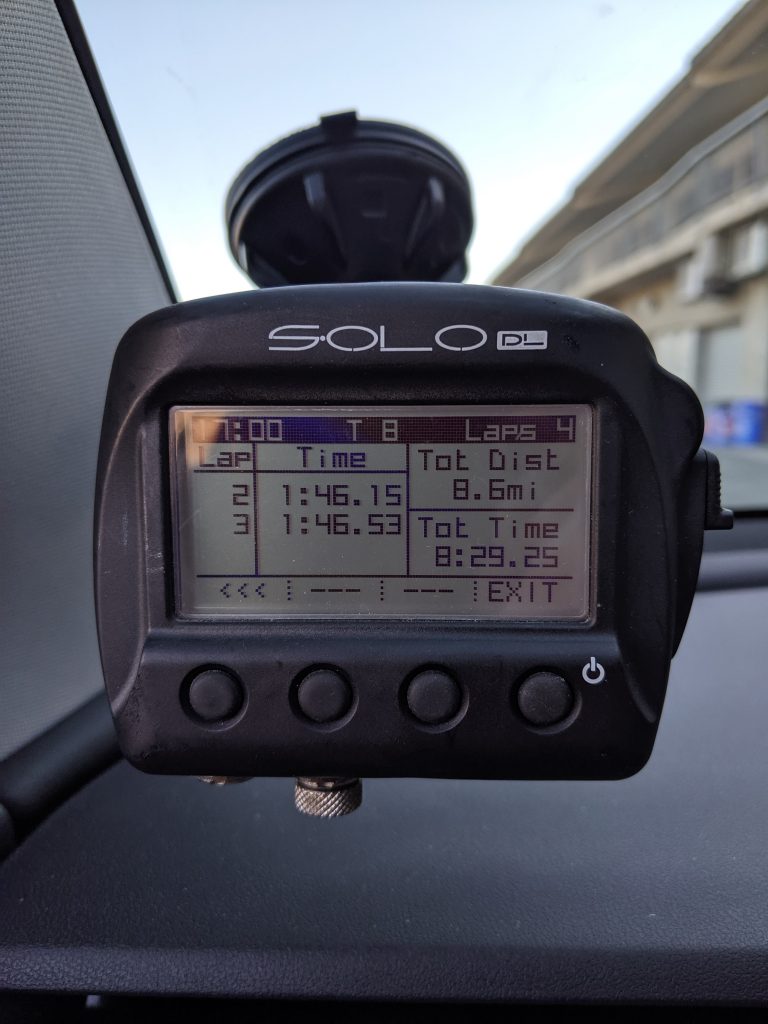 SOLO DL
7:00 T 8 Laps 4
Lap Time Tot Dist
2 1:46.15 8.6mi
3 1:46.53 Tot Time
8:29.25
<<< --- --- EXIT